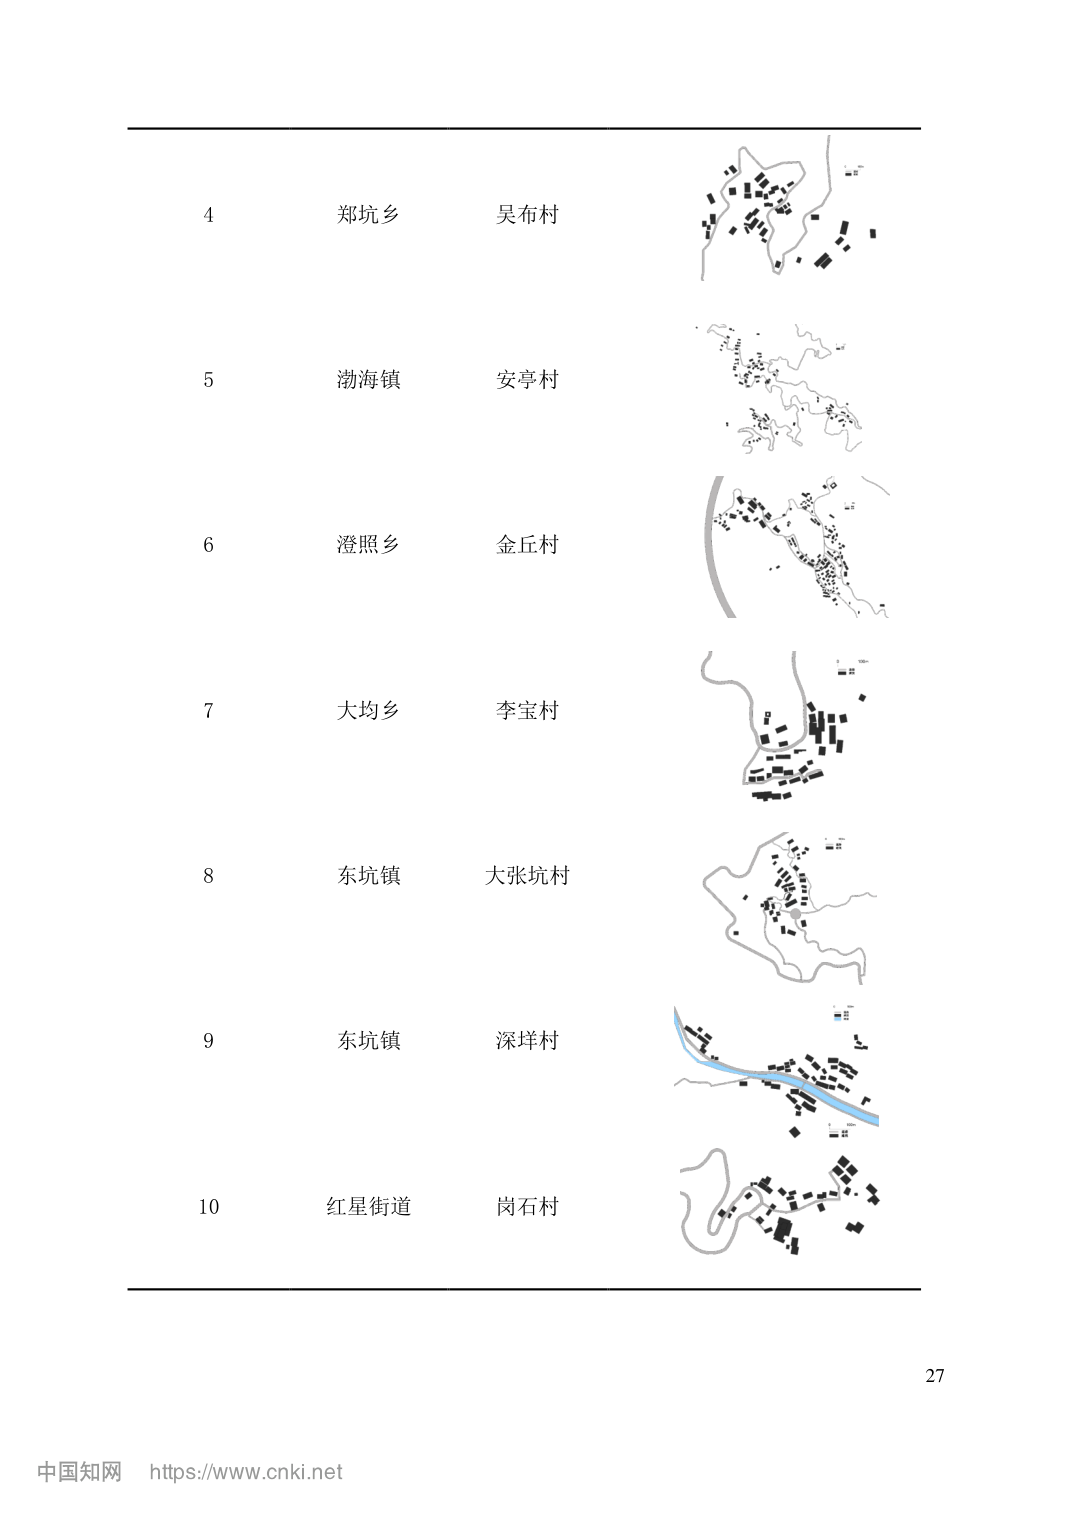 4 郑坑乡 吴布村
5 渤海镇 安亭村
6 澄照乡 金丘村
7 大均乡 李宝村
8 东坑镇 大张坑村
9 东坑镇 深垟村
10 红星街道 岗石村
27
中国知网 https://www.cnki.net